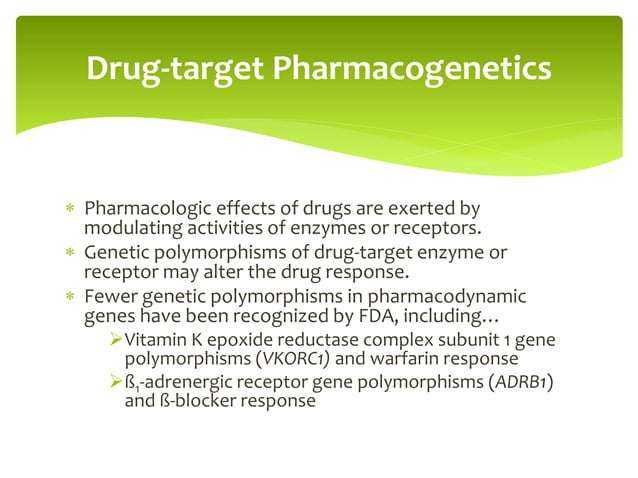 Drug-target Pharmacogenetics
Pharmacologic effects of drugs are exerted by
modulating activities of enzymes or receptors.
Genetic polymorphisms of drug-target enzyme or
receptor may alter the drug response.
Fewer genetic polymorphisms in pharmacodynamic
genes have been recognized by FDA, including…
Vitamin K epoxide reductase complex subunit 1 gene
polymorphisms (VKORC1) and warfarin response
ß₁-adrenergic receptor gene polymorphisms (ADRB1)
and ß-blocker response